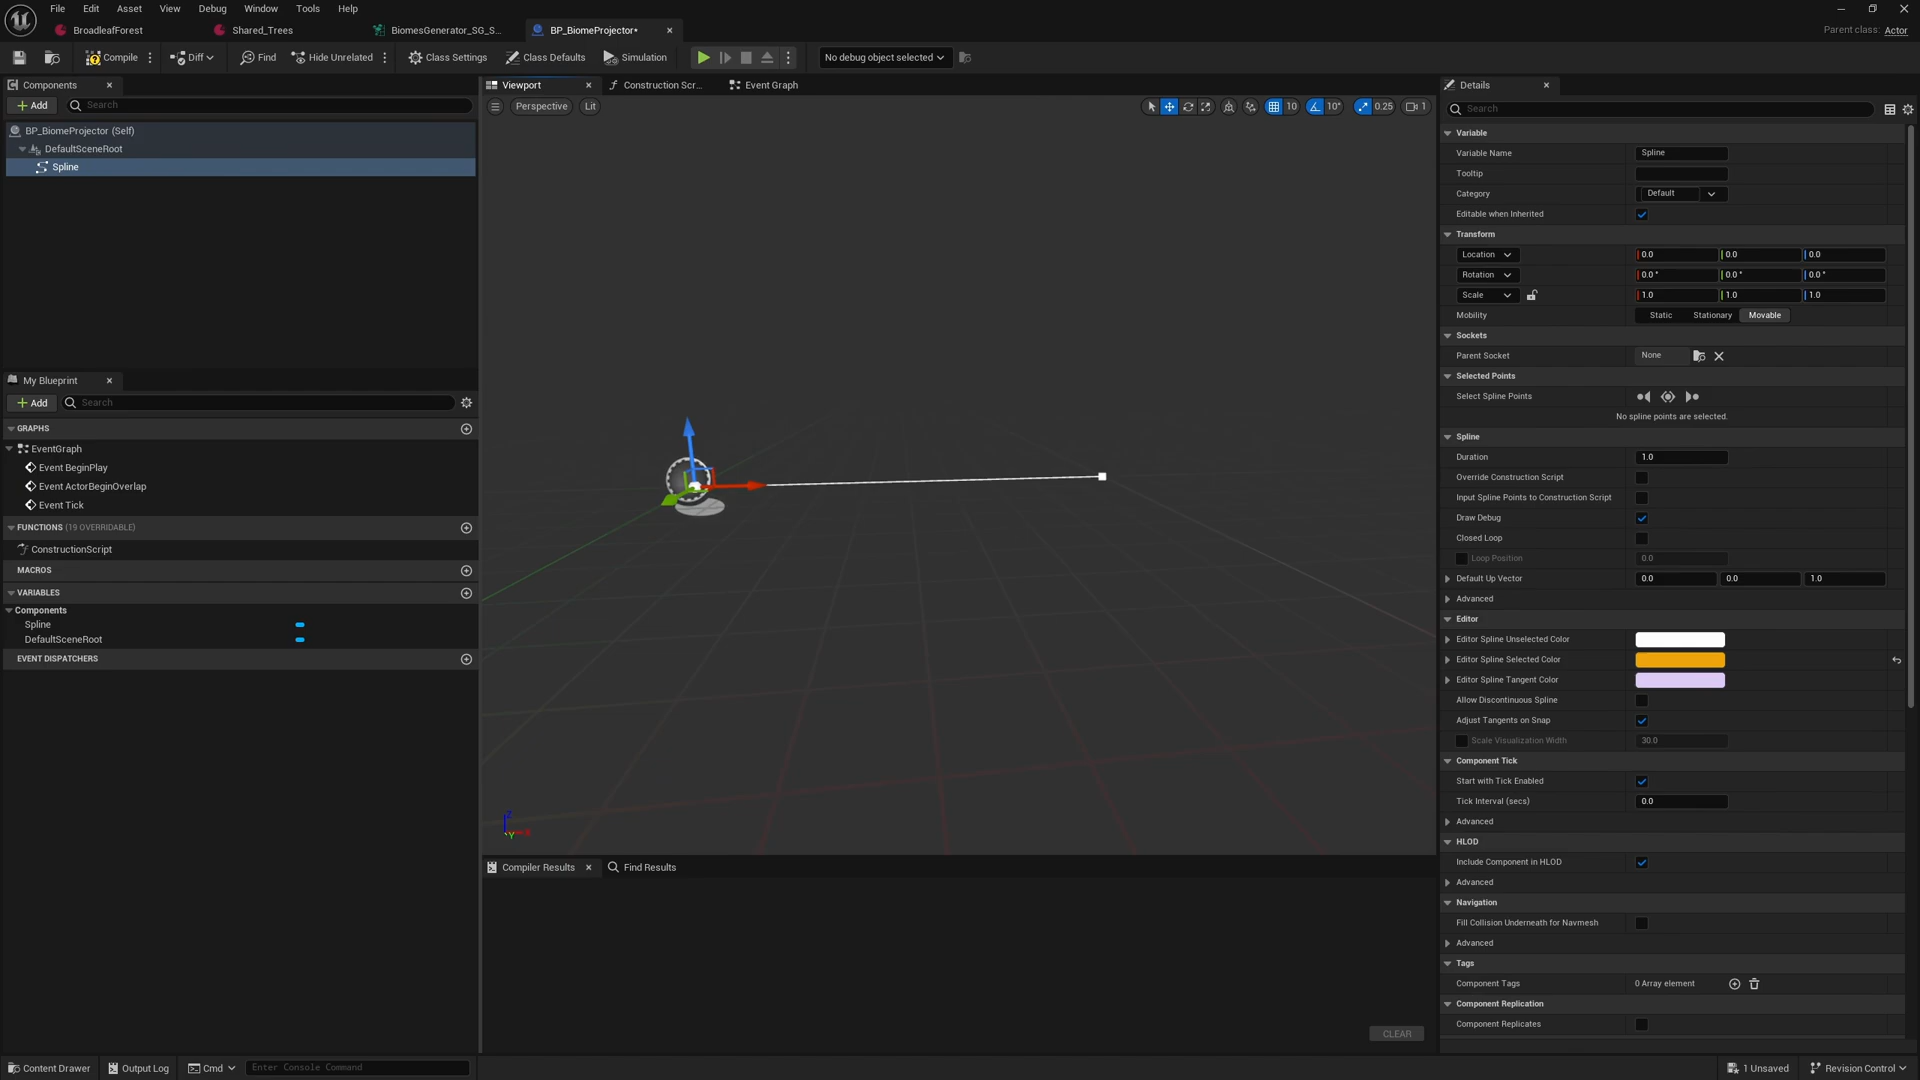 File Edit Asset View Debug Window Tools Help
BroadleafForest Shared_Trees BiomesGenerator_SG_S... BP_BiomeProjector* Parent class: Actor
Compile Diff Find Hide Unrelated Class Settings Class Defaults Simulation No debug object selected
Components
Add Search
BP_BiomeProjector (Self)
DefaultSceneRoot
Spline
My Blueprint
Add Search
GRAPHS
EventGraph
Event BeginPlay
Event ActorBeginOverlap
Event Tick
FUNCTIONS (19 OVERRIDABLE)
ConstructionScript
MACROS
VARIABLES
Components
Spline
DefaultSceneRoot
EVENT DISPATCHERS
Viewport Construction Scr... Event Graph
Perspective Lit 10 10° 0.25 1
Z
X
Y
Compiler Results Find Results
CLEAR
Details
Search
Variable
Variable Name Spline
Tooltip
Category Default
Editable when Inherited
Transform
Location 0.0 0.0 0.0
Rotation 0.0 ° 0.0 ° 0.0 °
Scale 1.0 1.0 1.0
Mobility Static Stationary Movable
Sockets
Parent Socket None
Selected Points
Select Spline Points
No spline points are selected.
Spline
Duration 1.0
Override Construction Script
Input Spline Points to Construction Script
Draw Debug
Closed Loop
Loop Position 0.0
Default Up Vector 0.0 0.0 1.0
Advanced
Editor
Editor Spline Unselected Color
Editor Spline Selected Color
Editor Spline Tangent Color
Allow Discontinuous Spline
Adjust Tangents on Snap
Scale Visualization Width 30.0
Component Tick
Start with Tick Enabled
Tick Interval (secs) 0.0
Advanced
HLOD
Include Component in HLOD
Advanced
Navigation
Fill Collision Underneath for Navmesh
Advanced
Tags
Component Tags 0 Array element
Component Replication
Component Replicates
Content Drawer Output Log Cmd Enter Console Command 1 Unsaved Revision Control